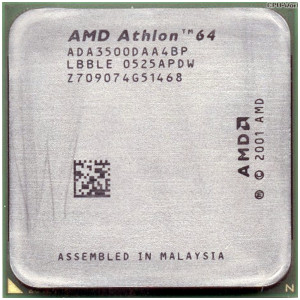 AMD Athlon™64
ADA3500DAA4BP
LBBLE 0525APDW
Z709074G51468
AMD
© 2001 AMD
ASSEMBLED IN MALAYSIA
N